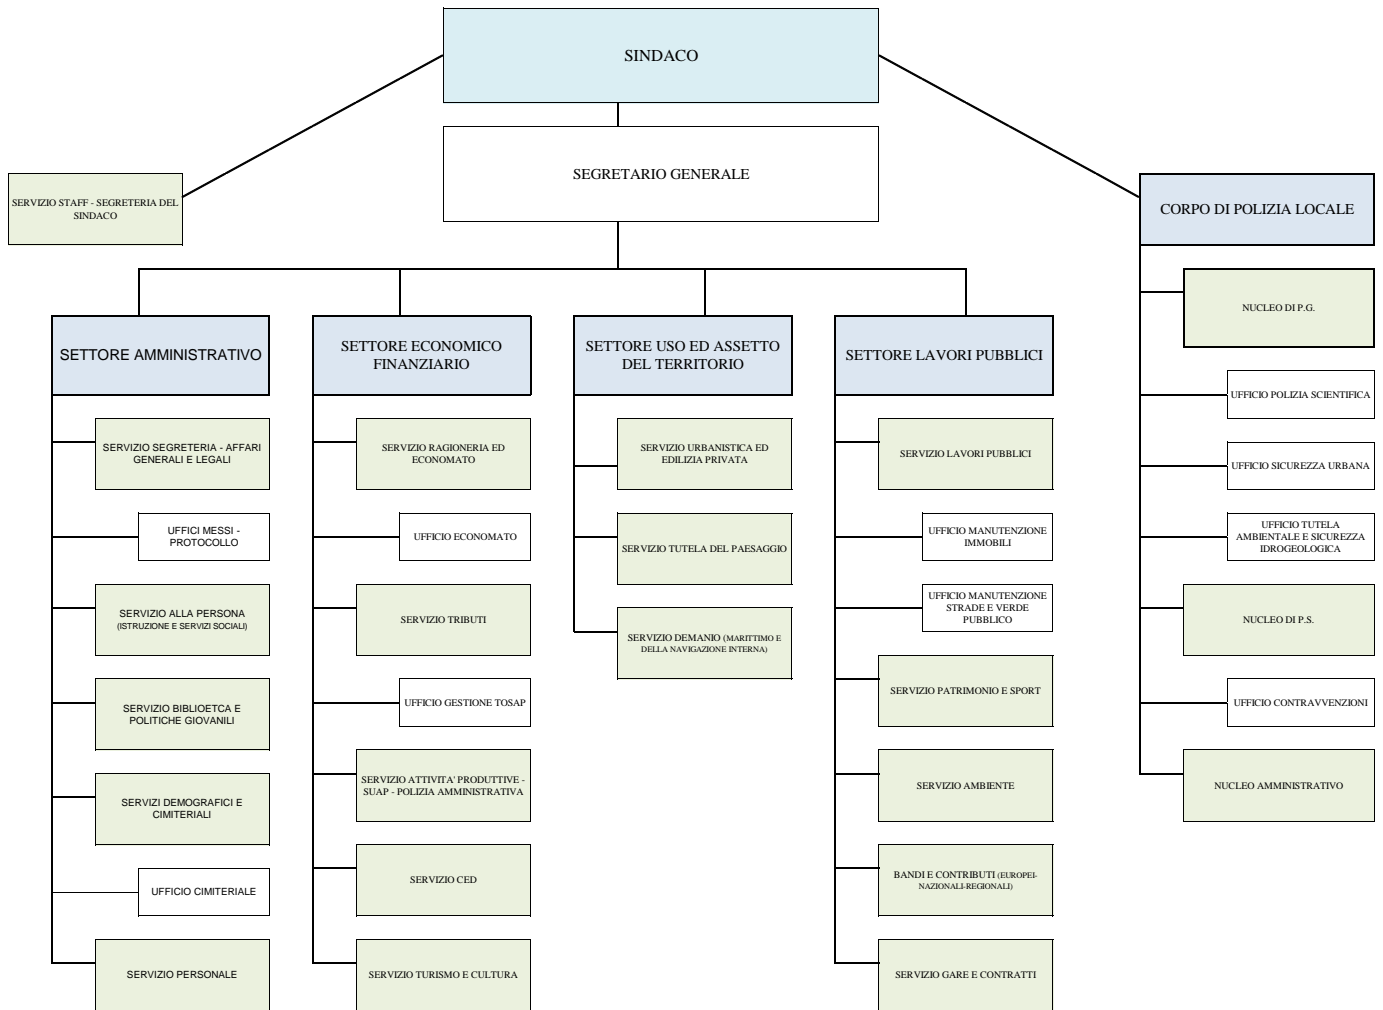 SINDACO
SEGRETARIO GENERALE
SERVIZIO STAFF - SEGRETERIA DEL
SINDACO
CORPO DI POLIZIA LOCALE
SETTORE AMMINISTRATIVO
SERVIZIO SEGRETERIA - AFFARI
GENERALI E LEGALI
UFFICI MESSI -
PROTOCOLLO
SERVIZIO ALLA PERSONA
(ISTRUZIONE E SERVIZI SOCIALI)
SERVIZIO BIBLIOETCA E
POLITICHE GIOVANILI
SERVIZI DEMOGRAFICI E
CIMITERIALI
UFFICIO CIMITERIALE
SERVIZIO PERSONALE
SETTORE ECONOMICO
FINANZIARIO
SERVIZIO RAGIONERIA ED
ECONOMATO
UFFICIO ECONOMATO
SERVIZIO TRIBUTI
UFFICIO GESTIONE TOSAP
SERVIZIO ATTIVITA' PRODUTTIVE -
SUAP - POLIZIA AMMINISTRATIVA
SERVIZIO CED
SERVIZIO TURISMO E CULTURA
SETTORE USO ED ASSETTO
DEL TERRITORIO
SERVIZIO URBANISTICA ED
EDILIZIA PRIVATA
SERVIZIO TUTELA DEL PAESAGGIO
SERVIZIO DEMANIO (MARITTIMO E
DELLA NAVIGAZIONE INTERNA)
SETTORE LAVORI PUBBLICI
SERVIZIO LAVORI PUBBLICI
UFFICIO MANUTENZIONE
IMMOBILI
UFFICIO MANUTENZIONE
STRADE E VERDE
PUBBLICO
SERVIZIO PATRIMONIO E SPORT
SERVIZIO AMBIENTE
BANDI E CONTRIBUTI (EUROPEI-
NAZIONALI-REGIONALI)
SERVIZIO GARE E CONTRATTI
NUCLEO DI P.G.
UFFICIO POLIZIA SCIENTIFICA
UFFICIO SICUREZZA URBANA
UFFICIO TUTELA
AMBIENTALE E SICUREZZA
IDROGEOLOGICA
NUCLEO DI P.S.
UFFICIO CONTRAVVENZIONI
NUCLEO AMMINISTRATIVO